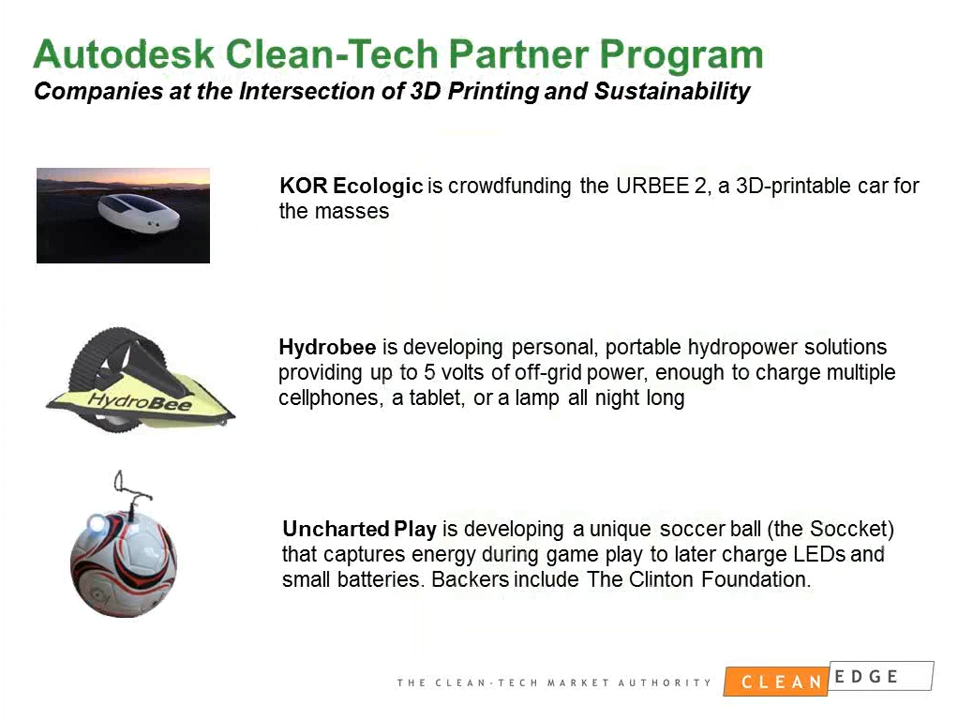 Autodesk Clean-Tech Partner Program
Companies at the Intersection of 3D Printing and Sustainability
KOR Ecologic is crowdfunding the URBEE 2, a 3D-printable car for
the masses
HydroBee
Hydrobee is developing personal, portable hydropower solutions
providing up to 5 volts of off-grid power, enough to charge multiple
cellphones, a tablet, or a lamp all night long
Uncharted Play is developing a unique soccer ball (the Soccket)
that captures energy during game play to later charge LEDs and
small batteries. Backers include The Clinton Foundation.
THE CLEAN-TECH MARKET AUTHORITY
CLEAN EDGE